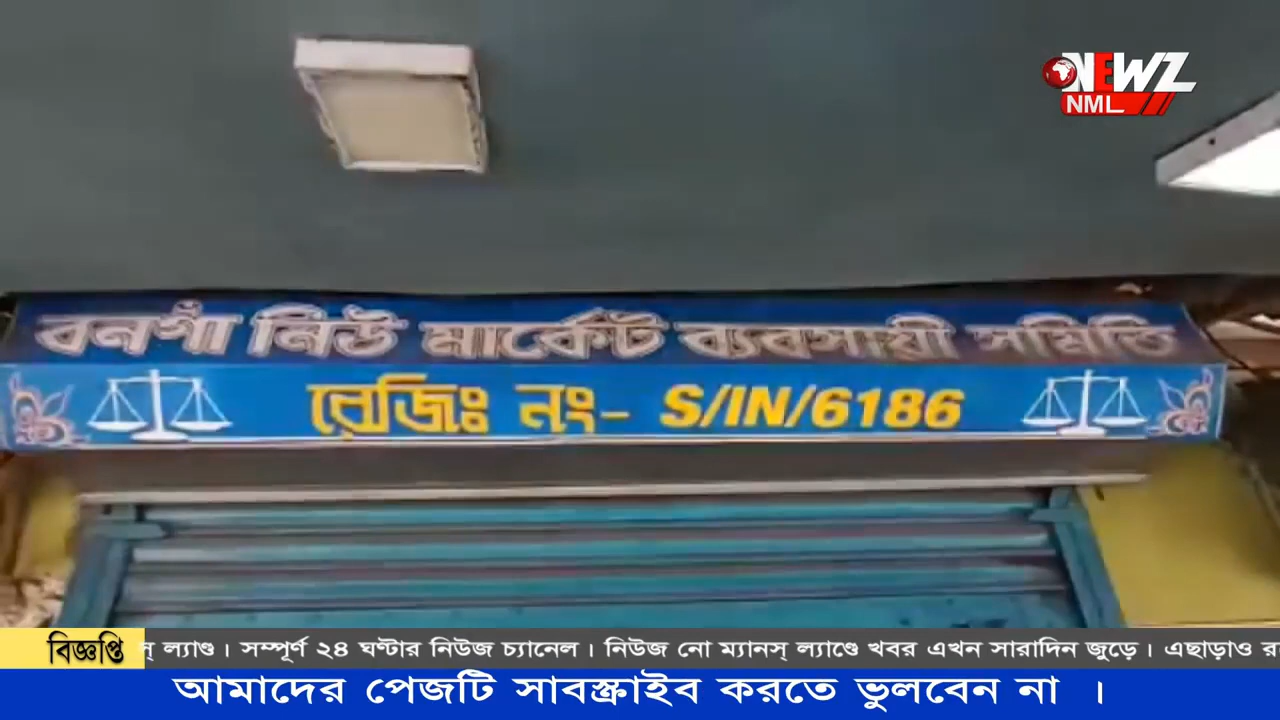 NEWZ
NML
বনগাঁ নিউ মার্কেট ব্যবসায়ী সমিতি
রেজিঃ নং- S/IN/6186
বিজ্ঞপ্তি
ল্যাণ্ড। সম্পূর্ণ ২৪ ঘণ্টার নিউজ চ্যানেল। নিউজ নো ম্যানস্ ল্যাণ্ডে খবর এখন সারাদিন জুড়ে। এছাড়াও
আমাদের পেজটি সাবস্ক্রাইব করতে ভুলবেন না ।